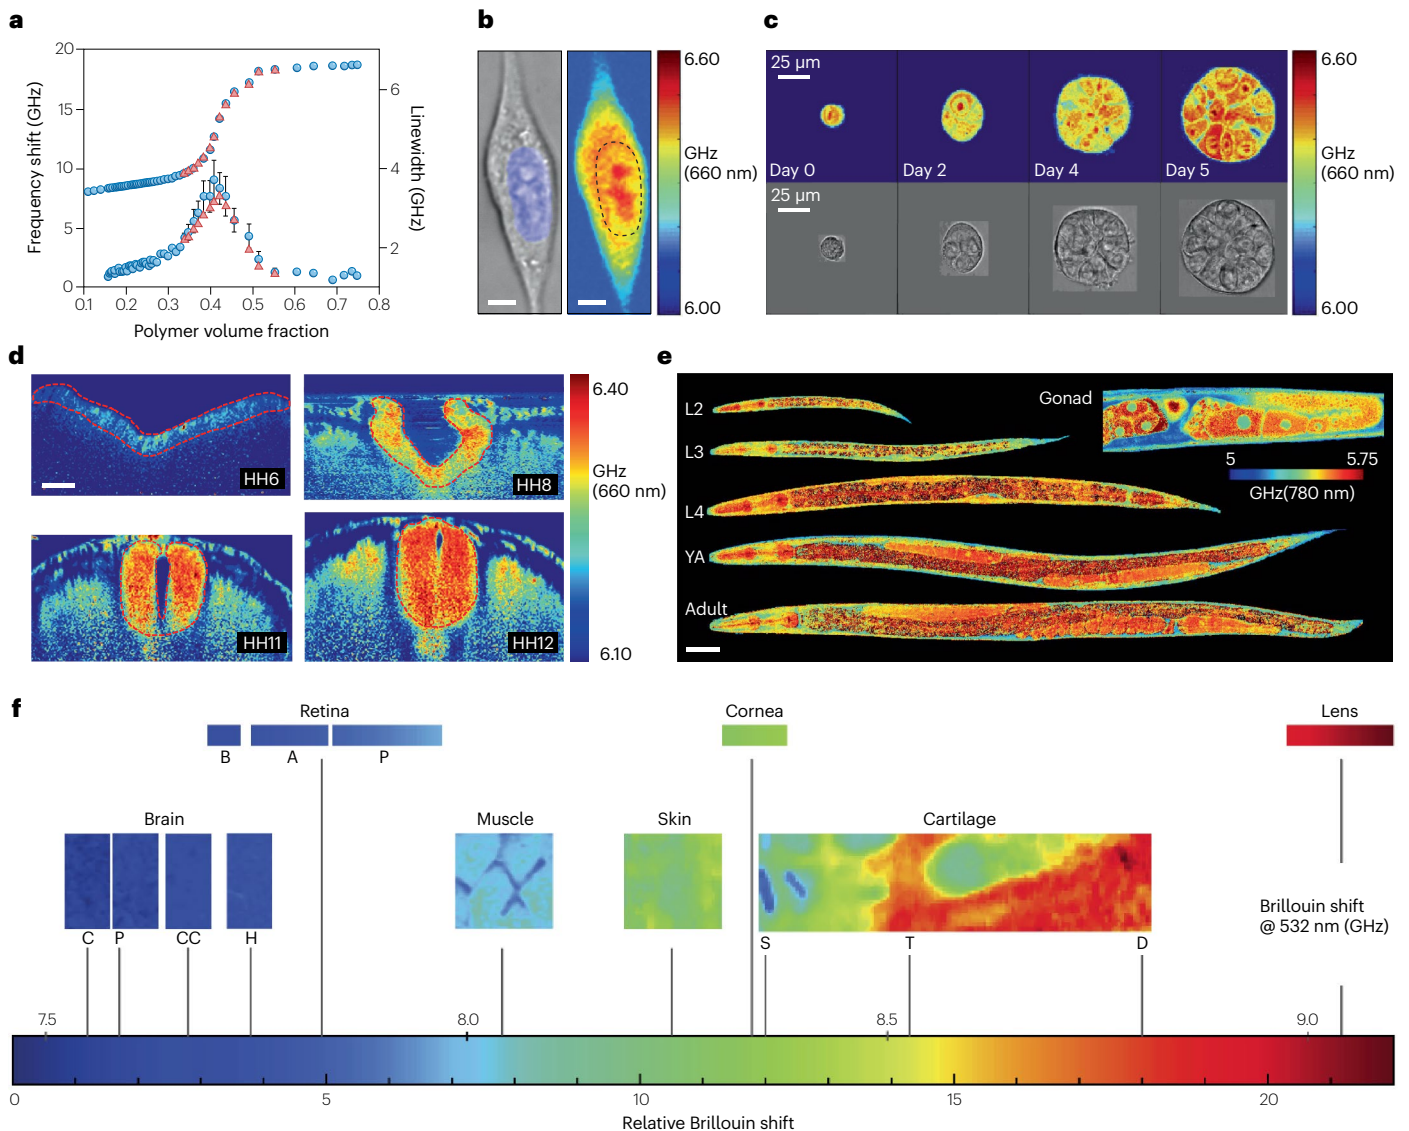 a
20
15
10
5
0
Frequency shift (GHz)
6
4
2
Linewidth (GHz)
0.1 0.2 0.3 0.4 0.5 0.6 0.7 0.8
Polymer volume fraction
b
6.60
GHz
(660 nm)
6.00
c
25 µm
Day 0 Day 2 Day 4 Day 5
25 µm
6.60
GHz
(660 nm)
6.00
d
HH6
HH8
HH11
HH12
6.40
GHz
(660 nm)
6.10
e
L2
L3
L4
YA
Adult
Gonad
5 5.75
GHz(780 nm)
f
Retina
B A P
Cornea
Lens
Brain
C P CC H
Muscle
Skin
Cartilage
S T D
Brillouin shift
@ 532 nm (GHz)
7.5 8.0 8.5 9.0
0 5 10 15 20
Relative Brillouin shift